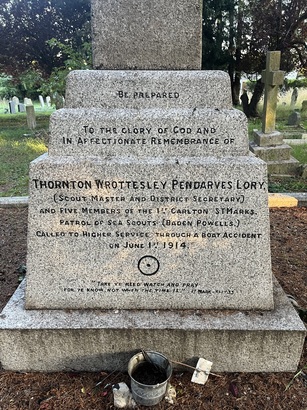 BE PREPARED
TO THE GLORY OF GOD AND
IN AFFECTIONATE REMEMBRANCE OF
THORNTON WROTTESLEY PENDARVES LORY,
(SCOUT MASTER AND DISTRICT SECRETARY)
AND FIVE MEMBERS OF THE 1ST CARLTON ST MARKS.
PATROL OF SEA SCOUTS (BADEN POWELLS.)
CALLED TO HIGHER SERVICE THROUGH A BOAT ACCIDENT
ON JUNE 1ST 1914.
TAKE YE HEED WATCH AND PRAY
FOR YE KNOW NOT WHEN THE TIME IS